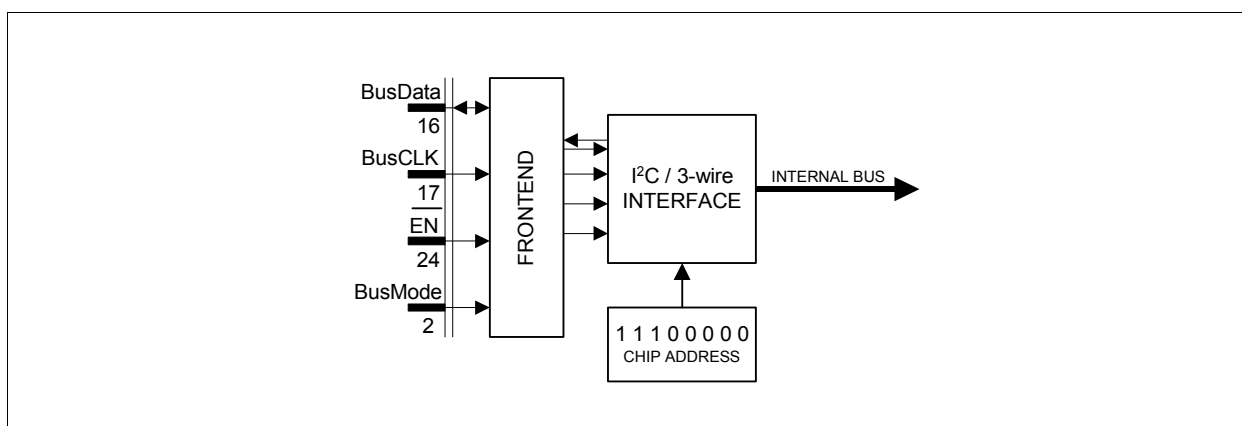 BusData
16
BusCLK
17
EN
24
BusMode
2
FRONTEND
I²C / 3-wire
INTERFACE
INTERNAL BUS
1 1 1 0 0 0 0 0
CHIP ADDRESS